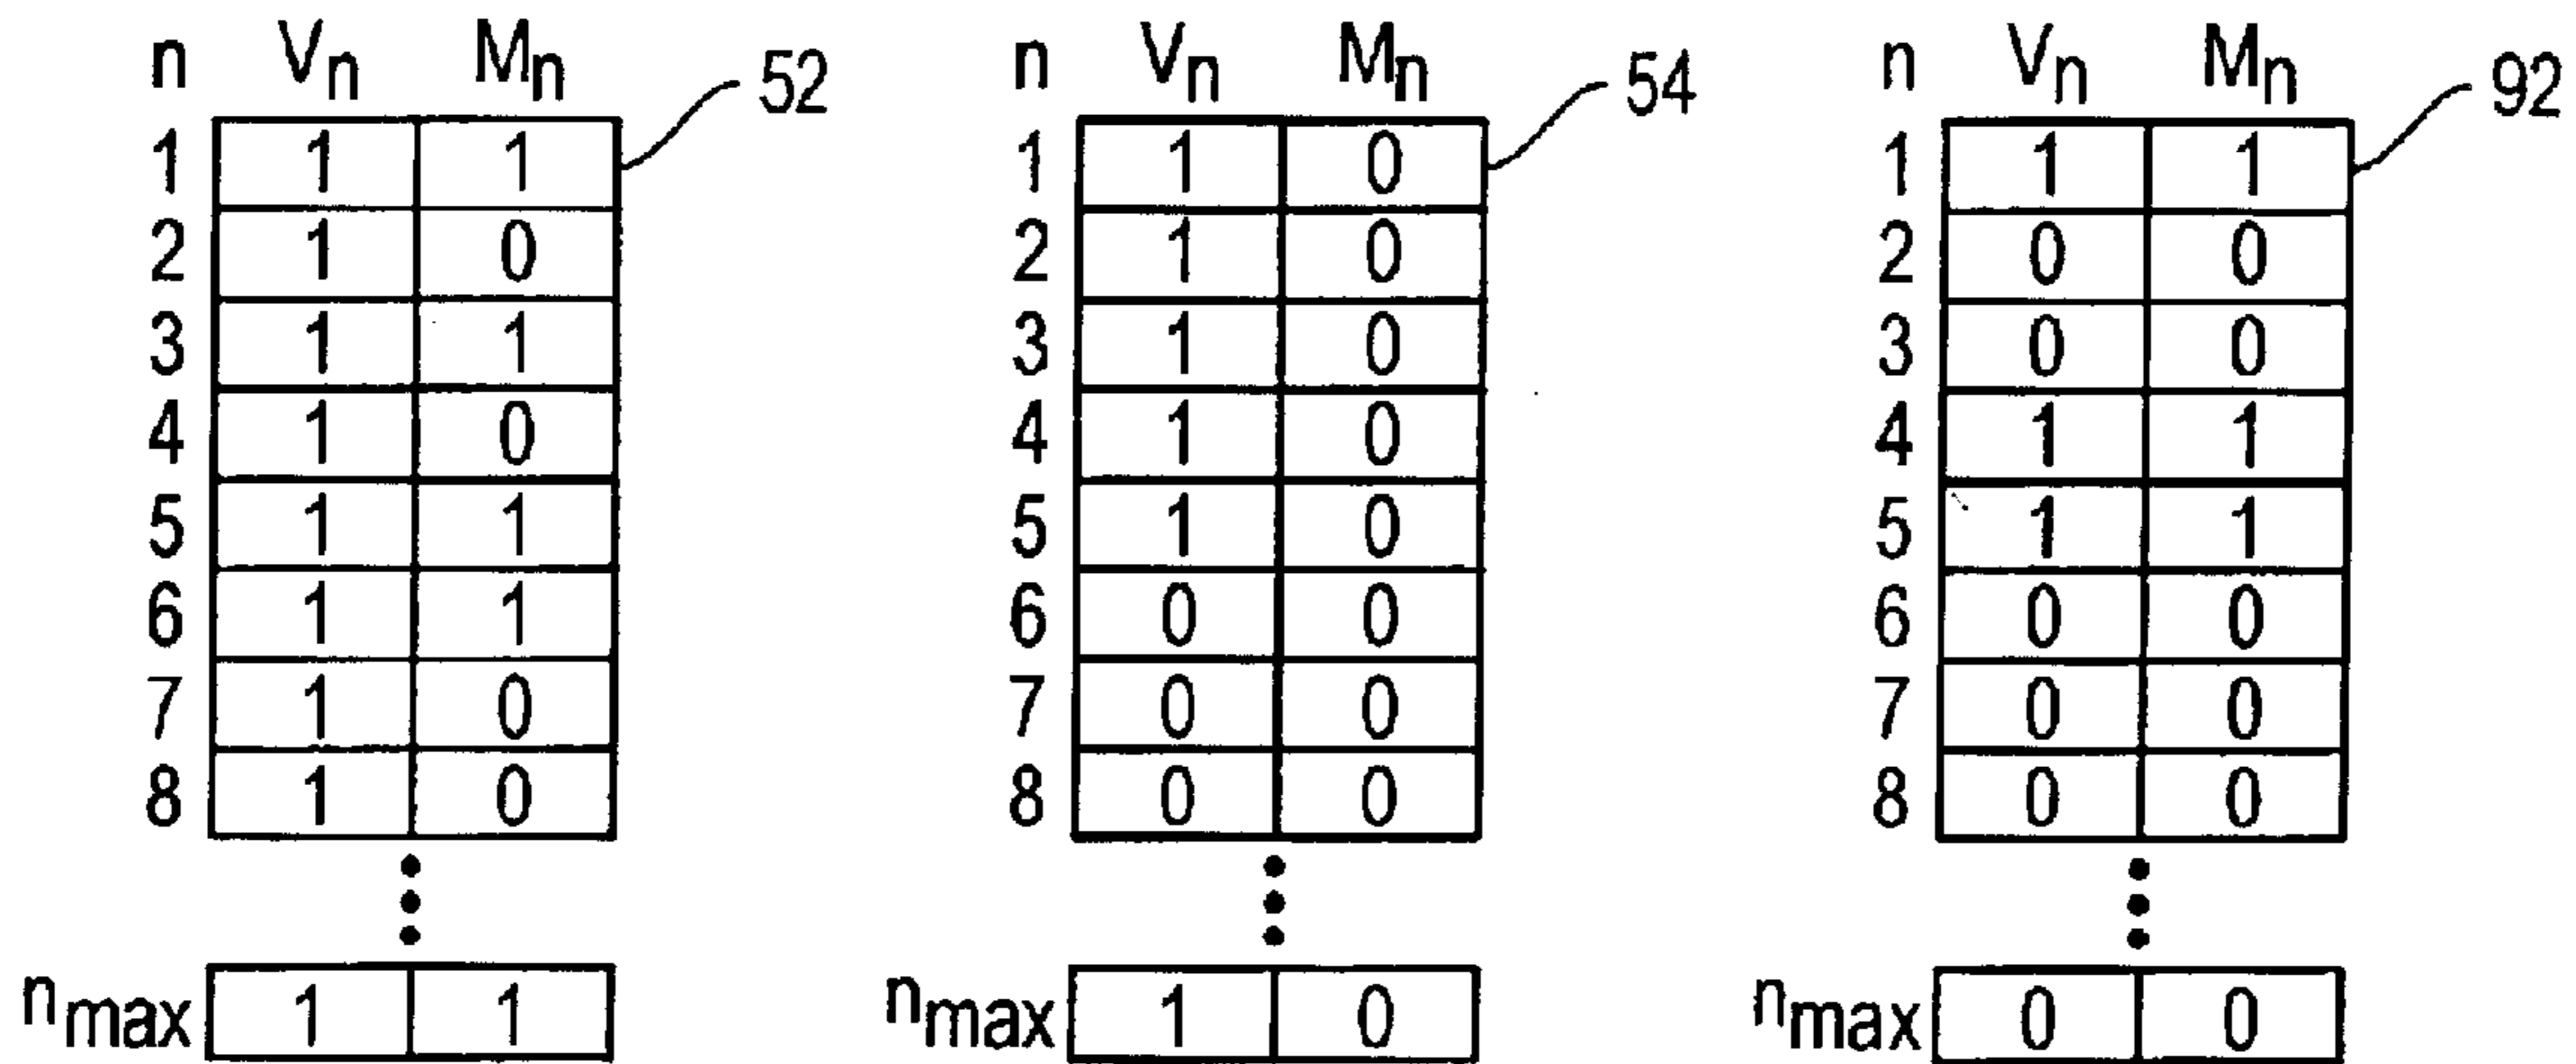 n Vn Mn 52
1 1 1
2 1 0
3 1 1
4 1 0
5 1 1
6 1 1
7 1 0
8 1 0
nmax 1 1
n Vn Mn 54
1 1 0
2 1 0
3 1 0
4 1 0
5 1 0
6 0 0
7 0 0
8 0 0
nmax 1 0
n Vn Mn 92
1 1 1
2 0 0
3 0 0
4 1 1
5 1 1
6 0 0
7 0 0
8 0 0
nmax 0 0